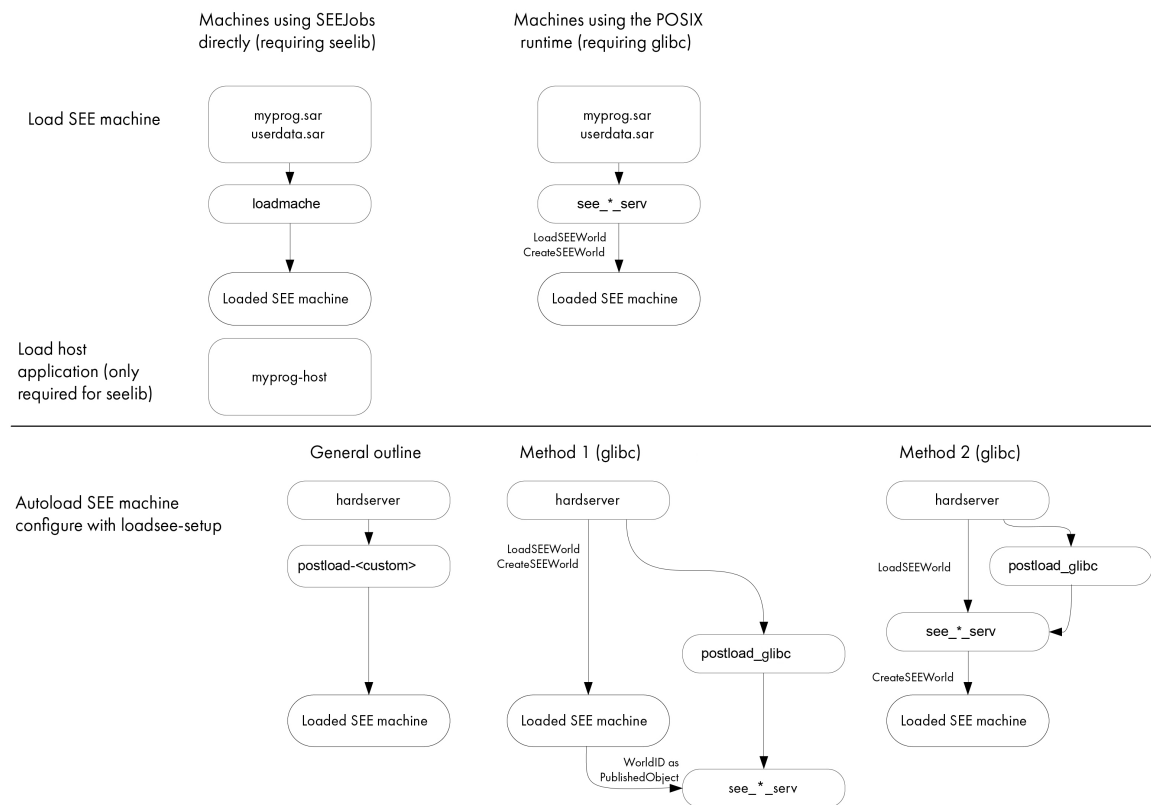 Machines using SEEJobs
directly (requiring seelib)
Machines using the POSIX
runtime (requiring glibc)
Load SEE machine
myprog.sar
userdata.sar
myprog.sar
userdata.sar
loadmache
see_*_serv
LoadSEEWorld
CreateSEEWorld
Loaded SEE machine
Loaded SEE machine
Load host
application (only
required for seelib)
myprog-host
General outline
Method 1 (glibc)
Method 2 (glibc)
Autoload SEE machine
configure with loadsee-setup
hardserver
hardserver
hardserver
postload-<custom>
LoadSEEWorld
CreateSEEWorld
LoadSEEWorld
postload_glibc
see_*_serv
postload_glibc
CreateSEEWorld
Loaded SEE machine
Loaded SEE machine
Loaded SEE machine
WorldID as
PublishedObject
see_*_serv